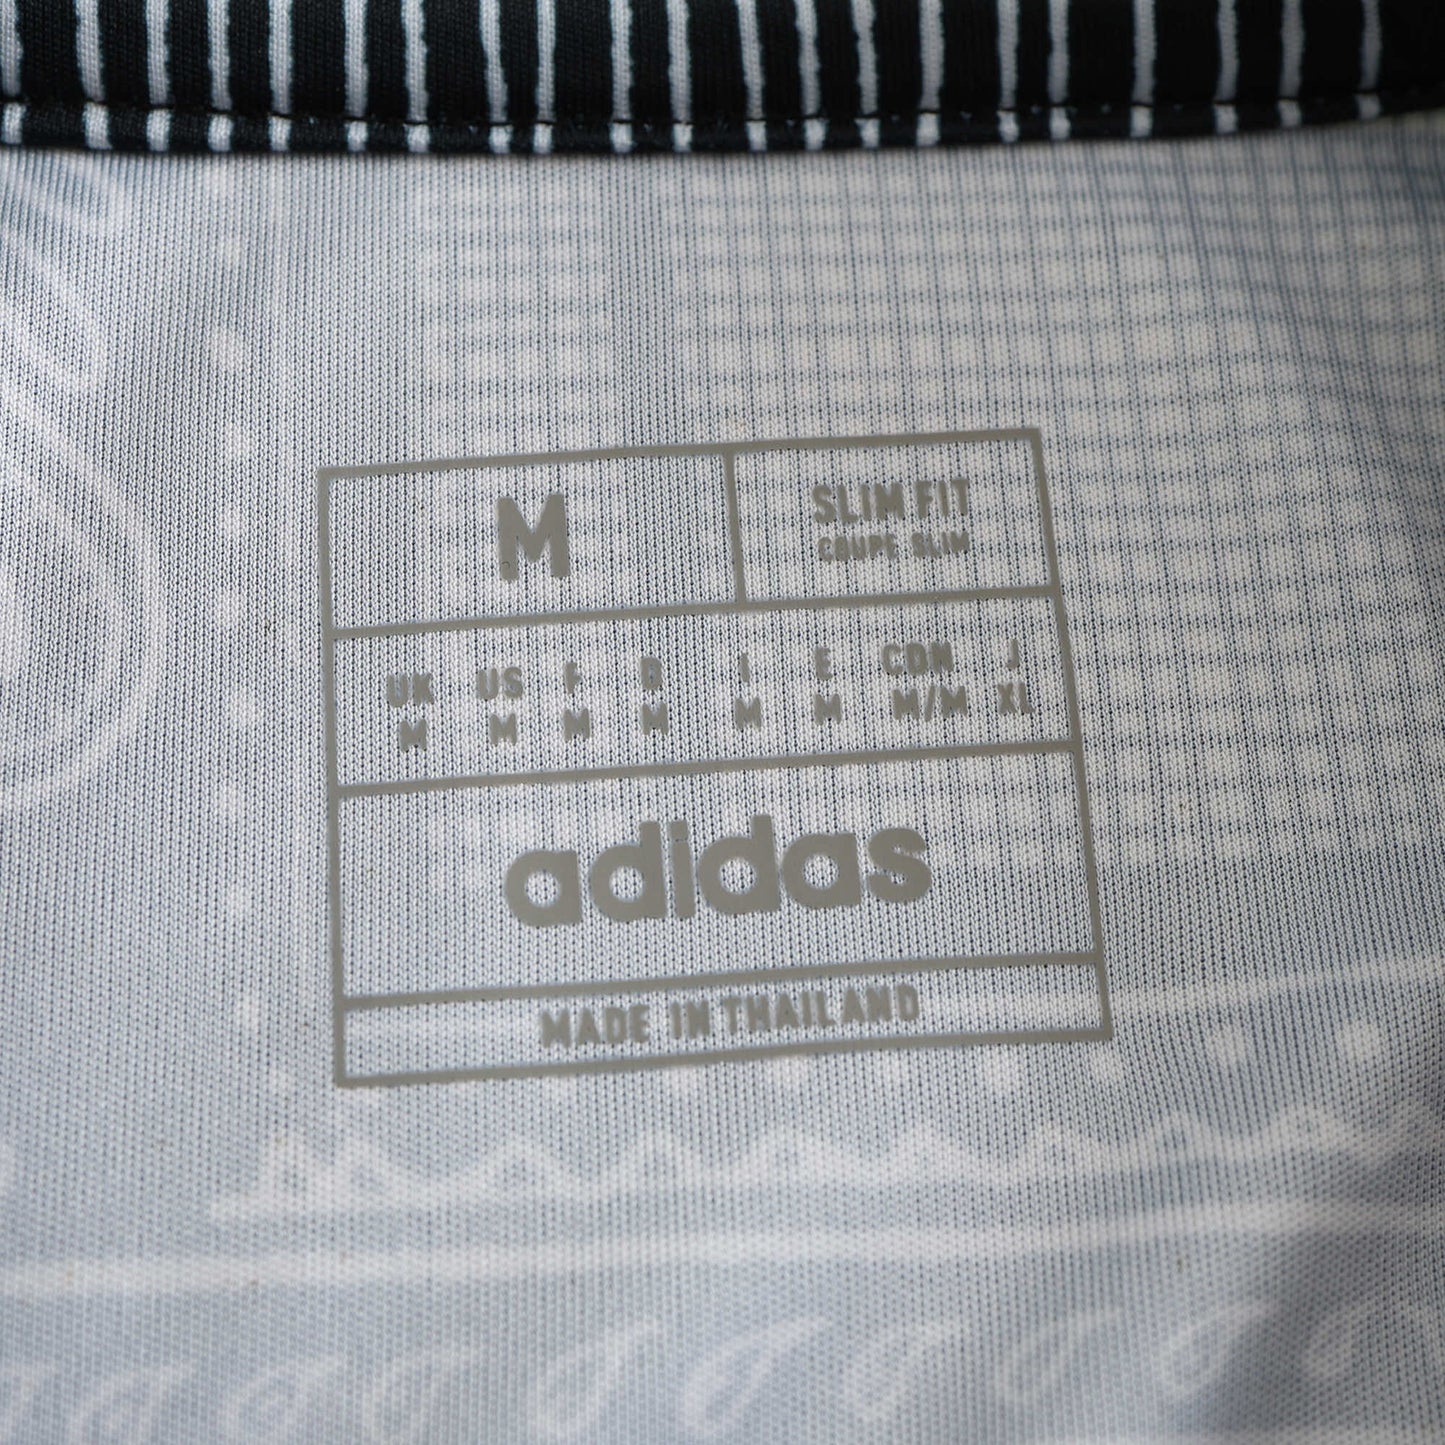 M
SLIM FIT
COUPE SLIM
UK US F D I E CDN J
M M M M M M M/M XL
adidas
MADE IN THAILAND